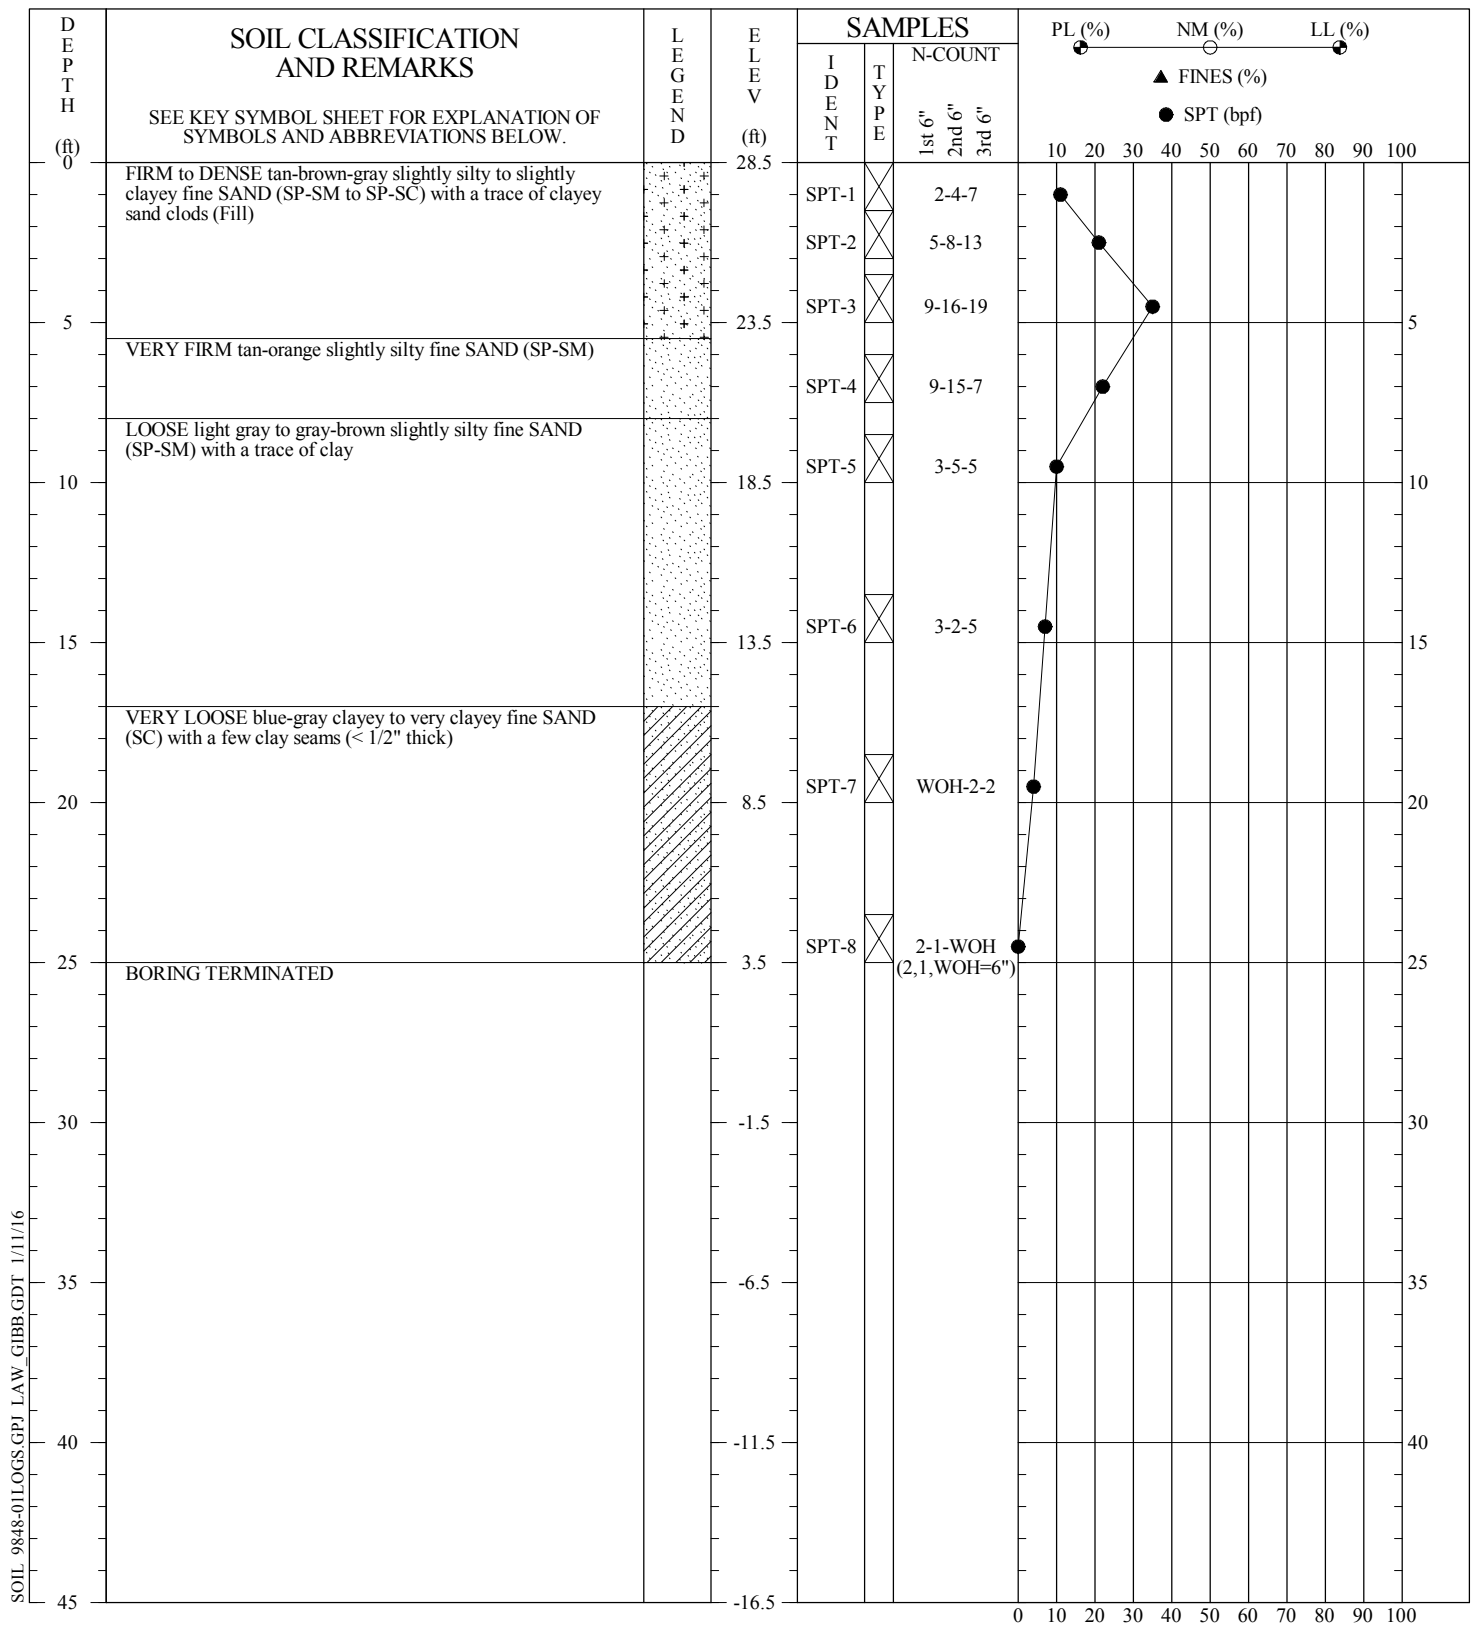 DEPTH
(ft)
SOIL CLASSIFICATION
AND REMARKS
SEE KEY SYMBOL SHEET FOR EXPLANATION OF
SYMBOLS AND ABBREVIATIONS BELOW.
LEGEND
ELEV
(ft)
SAMPLES
IDENT
TYPE
N-COUNT
1st 6"
2nd 6"
3rd 6"
PL (%) NM (%) LL (%)
▲ FINES (%)
● SPT (bpf)
10 20 30 40 50 60 70 80 90 100
0 28.5
FIRM to DENSE tan-brown-gray slightly silty to slightly
clayey fine SAND (SP-SM to SP-SC) with a trace of clayey
sand clods (Fill)
SPT-1 2-4-7
SPT-2 5-8-13
SPT-3 9-16-19
5 23.5 5
VERY FIRM tan-orange slightly silty fine SAND (SP-SM)
SPT-4 9-15-7
LOOSE light gray to gray-brown slightly silty fine SAND
(SP-SM) with a trace of clay
SPT-5 3-5-5
10 18.5 10
SPT-6 3-2-5
15 13.5 15
VERY LOOSE blue-gray clayey to very clayey fine SAND
(SC) with a few clay seams (< 1/2" thick)
SPT-7 WOH-2-2
20 8.5 20
SPT-8 2-1-WOH
(2,1,WOH=6")
25 3.5 25
BORING TERMINATED
30 -1.5 30
35 -6.5 35
40 -11.5 40
45 -16.5
0 10 20 30 40 50 60 70 80 90 100
SOIL 9848-01LOGS.GPJ LAW_GIBB.GDT 1/11/16